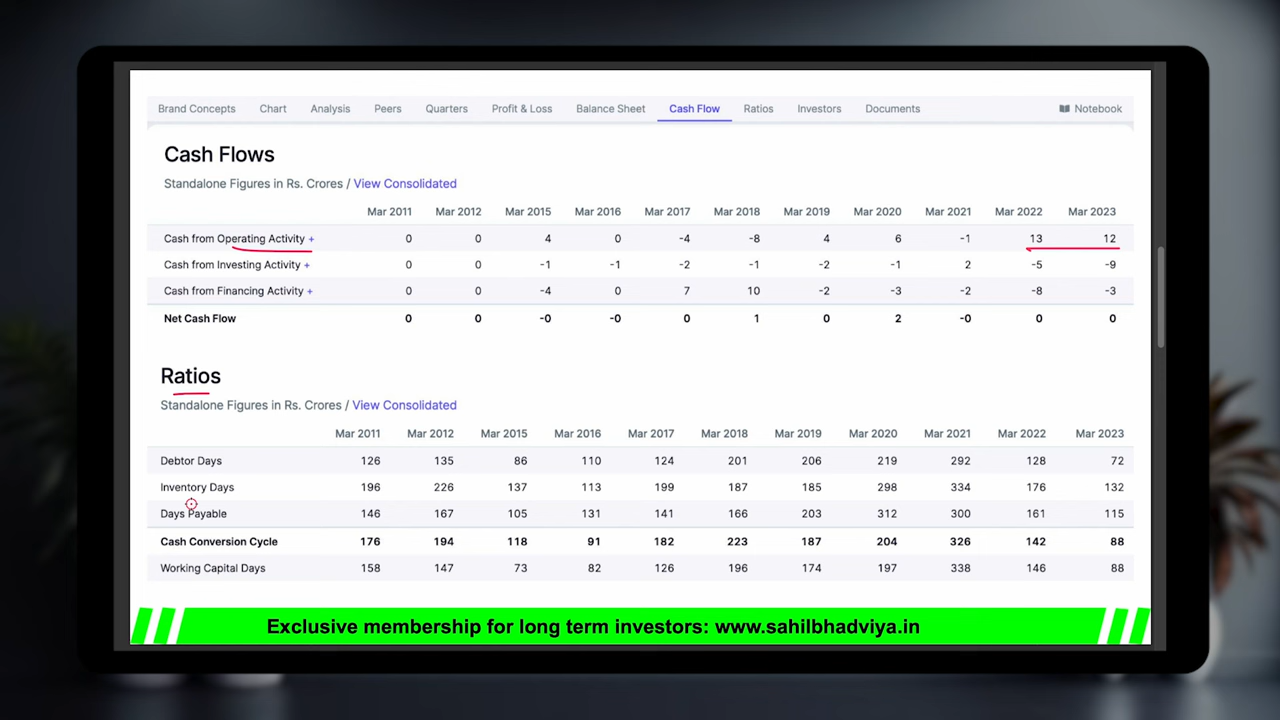 Brand Concepts Chart Analysis Peers Quarters Profit & Loss Balance Sheet Cash Flow Ratios Investors Documents Notebook
Cash Flows
Standalone Figures in Rs. Crores / View Consolidated
Mar 2011 Mar 2012 Mar 2015 Mar 2016 Mar 2017 Mar 2018 Mar 2019 Mar 2020 Mar 2021 Mar 2022 Mar 2023
Cash from Operating Activity + 0 0 4 0 -4 -8 4 6 -1 13 12
Cash from Investing Activity + 0 0 -1 -1 -2 -1 -2 -1 2 -5 -9
Cash from Financing Activity + 0 0 -4 0 7 10 -2 -3 -2 -8 -3
Net Cash Flow 0 0 -0 -0 0 1 0 2 -0 0 0
Ratios
Standalone Figures in Rs. Crores / View Consolidated
Mar 2011 Mar 2012 Mar 2015 Mar 2016 Mar 2017 Mar 2018 Mar 2019 Mar 2020 Mar 2021 Mar 2022 Mar 2023
Debtor Days 126 135 86 110 124 201 206 219 292 128 72
Inventory Days 196 226 137 113 199 187 185 298 334 176 132
Days Payable 146 167 105 131 141 166 203 312 300 161 115
Cash Conversion Cycle 176 194 118 91 182 223 187 204 326 142 88
Working Capital Days 158 147 73 82 126 196 174 197 338 146 88
Exclusive membership for long term investors: www.sahilbhadviya.in